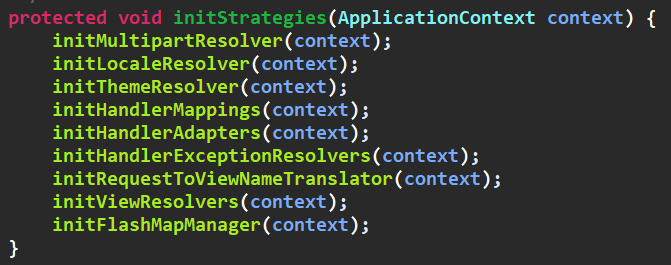 protected void initStrategies(ApplicationContext context) {
    initMultipartResolver(context);
    initLocaleResolver(context);
    initThemeResolver(context);
    initHandlerMappings(context);
    initHandlerAdapters(context);
    initHandlerExceptionResolvers(context);
    initRequestToViewNameTranslator(context);
    initViewResolvers(context);
    initFlashMapManager(context);
}